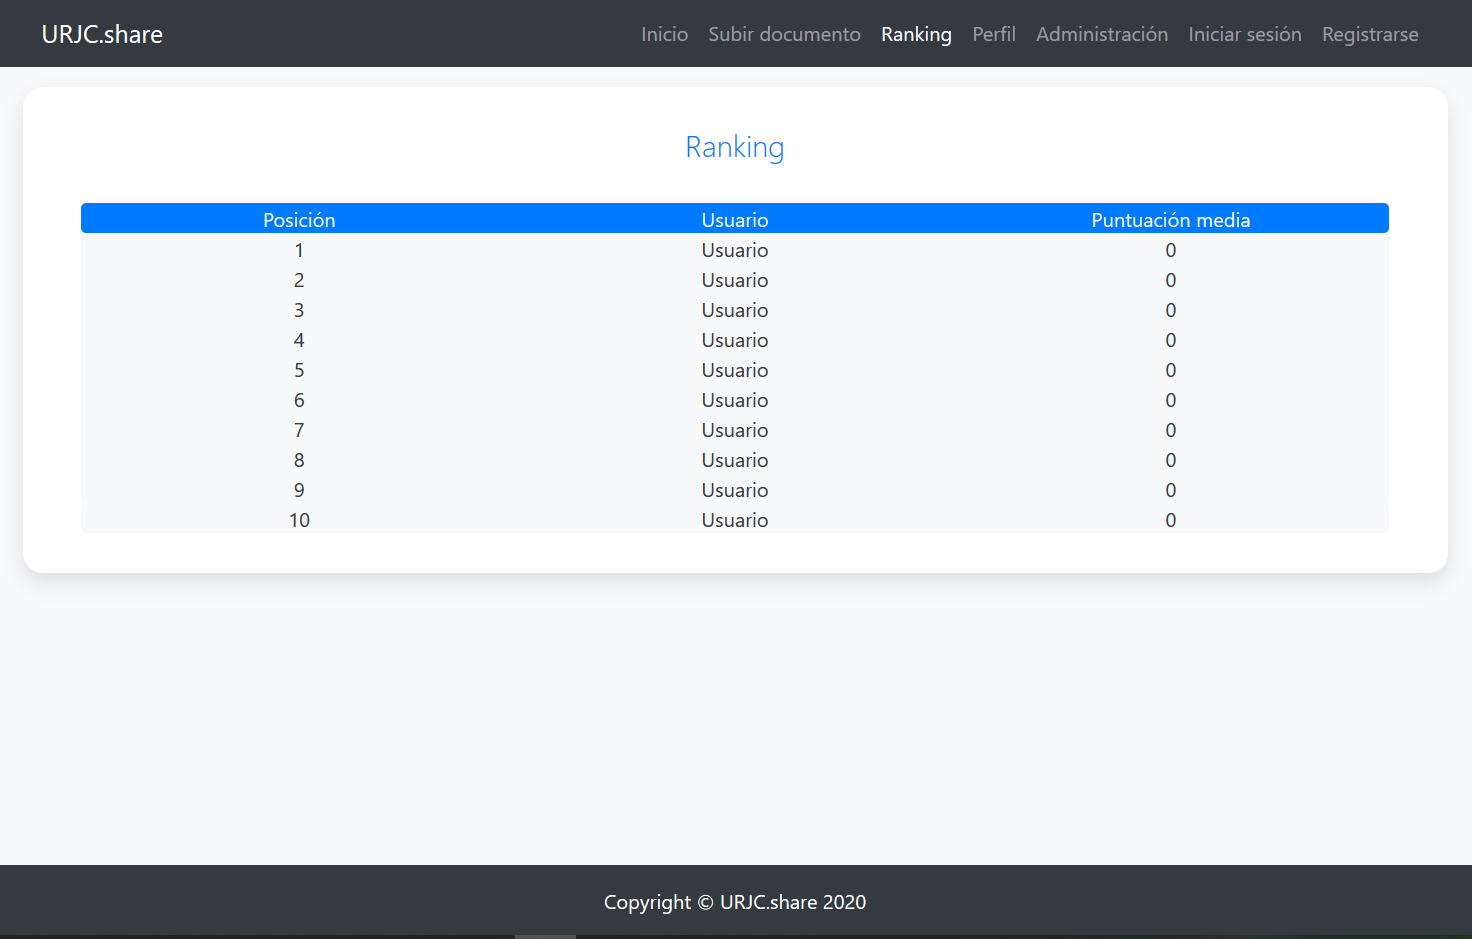 URJC.share Inicio Subir documento Ranking Perfil Administración Iniciar sesión Registrarse
Ranking
Posición Usuario Puntuación media
1 Usuario 0
2 Usuario 0
3 Usuario 0
4 Usuario 0
5 Usuario 0
6 Usuario 0
7 Usuario 0
8 Usuario 0
9 Usuario 0
10 Usuario 0
Copyright © URJC.share 2020